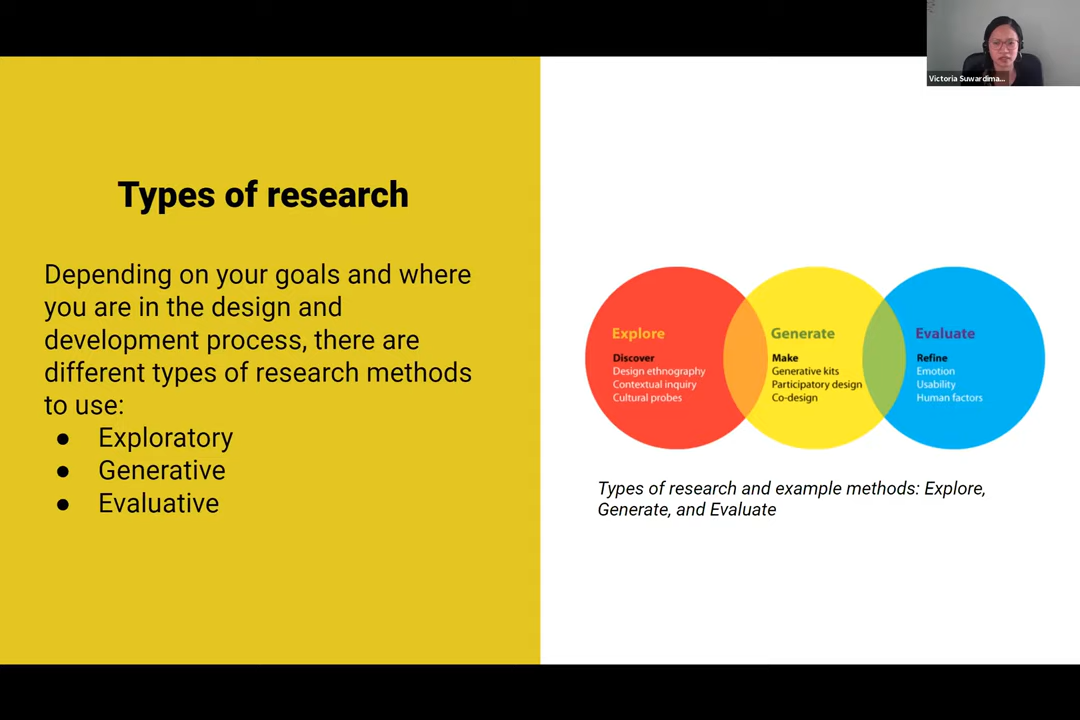 Victoria Suwardima...
Types of research
Depending on your goals and where
you are in the design and
development process, there are
different types of research methods
to use:
● Exploratory
● Generative
● Evaluative
Explore
Discover
Design ethnography
Contextual inquiry
Cultural probes
Generate
Make
Generative kits
Participatory design
Co-design
Evaluate
Refine
Emotion
Usability
Human factors
Types of research and example methods: Explore,
Generate, and Evaluate